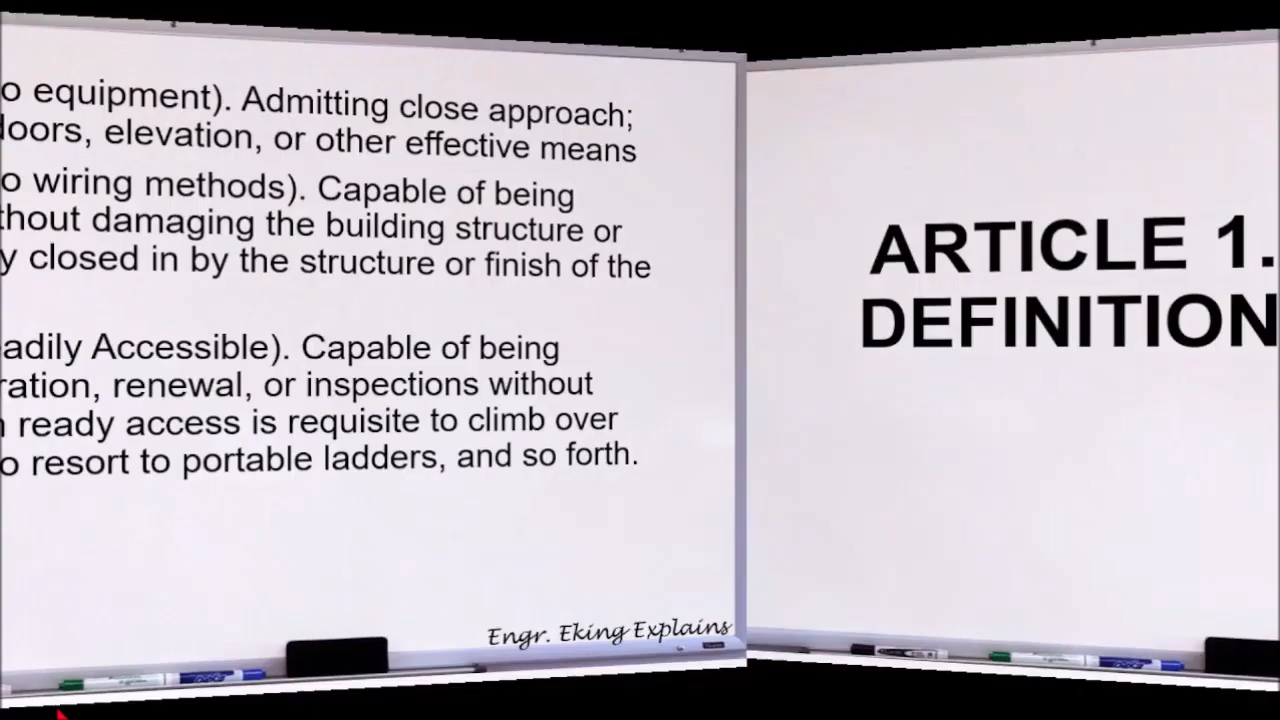 o equipment). Admitting close approach;
doors, elevation, or other effective means
o wiring methods). Capable of being
thout damaging the building structure or
y closed in by the structure or finish of the
eadily Accessible). Capable of being
ration, renewal, or inspections without
ready access is requisite to climb over
o resort to portable ladders, and so forth.
Engr. Eking Explains
ARTICLE 1.
DEFINITION